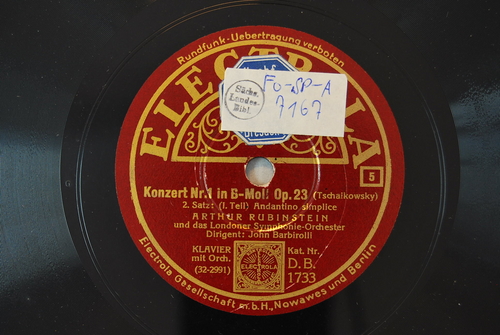 Rundfunk-Uebertragung verboten
ELECTROLA
FO-SP-A
7167
Sächs.
Landes-
Bibl.
Dresden
5
Konzert Nr.1 in B-Moll Op. 23 (Tschaikowsky)
2. Satz: (I. Teil) Andantino simplice
ARTHUR RUBINSTEIN
und das Londoner Symphonie-Orchester
Dirigent: John Barbirolli
KLAVIER
mit Orch.
(32-2991)
ELECTROLA
Kat. Nr.
D.B.
1733
Electrola Gesellschaft m.b.H., Nowawes und Berlin